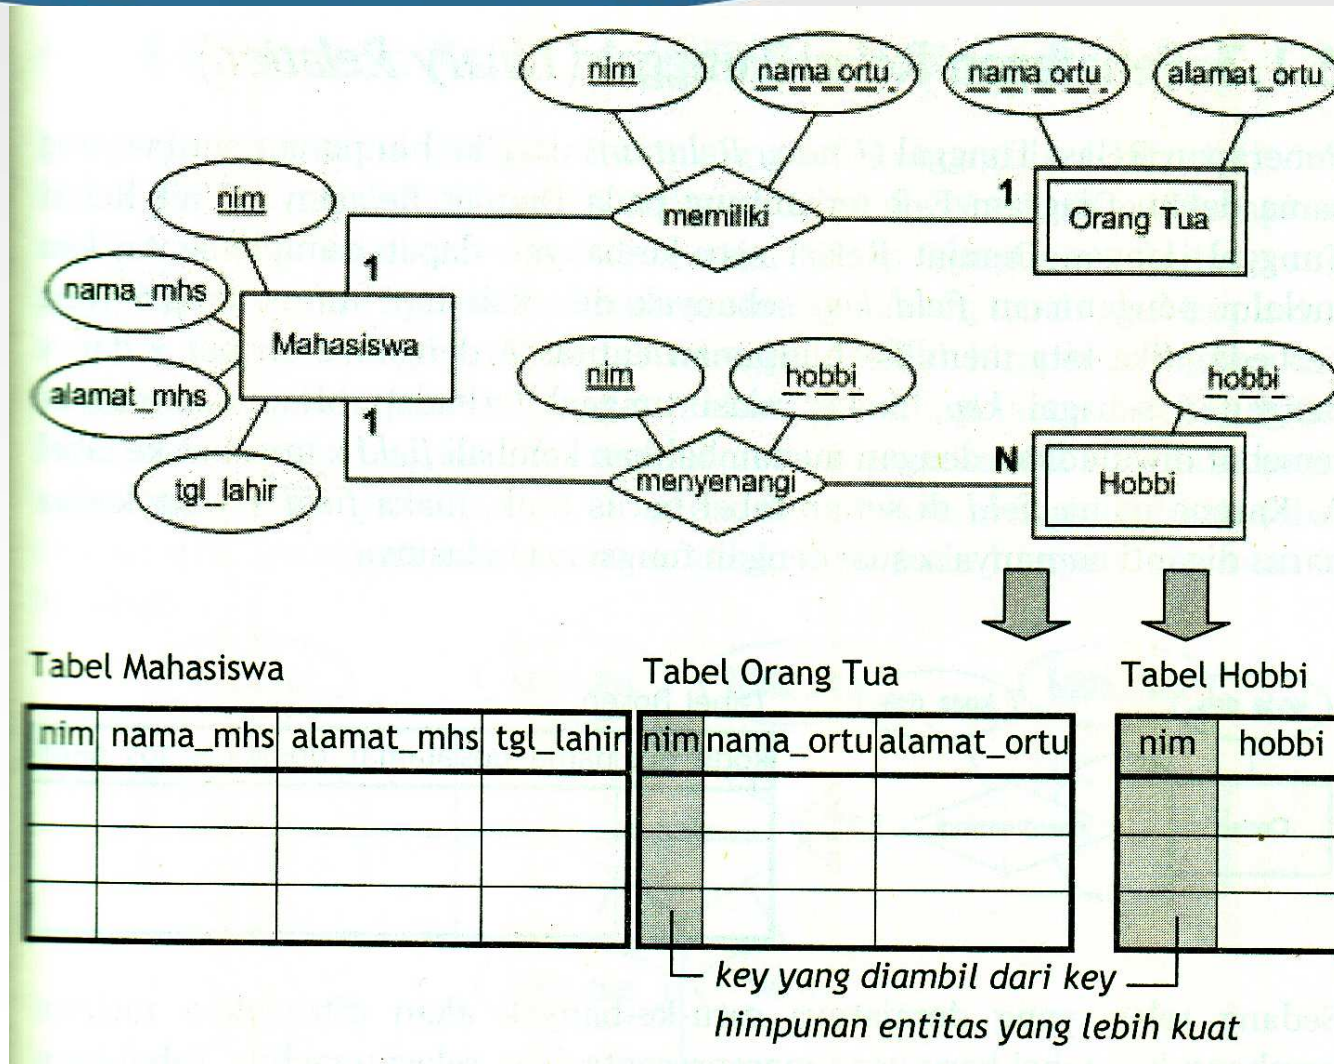 nim
nama ortu
nama ortu
alamat_ortu
nim
memiliki
1
Orang Tua
nama_mhs
1
Mahasiswa
alamat_mhs
1
nim
hobbi
hobbi
tgl_lahir
menyenangi
N
Hobbi
Tabel Mahasiswa
Tabel Orang Tua
Tabel Hobbi
nim nama_mhs alamat_mhs tgl_lahir
nim nama_ortu alamat_ortu
nim hobbi
key yang diambil dari key
himpunan entitas yang lebih kuat